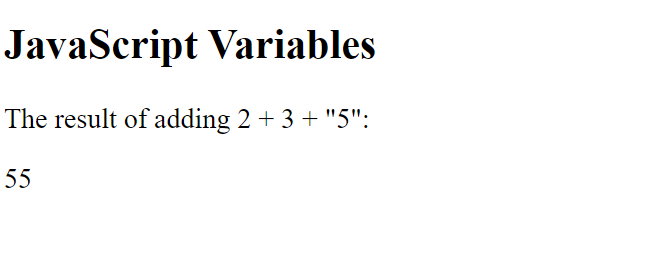 JavaScript Variables
The result of adding 2 + 3 + "5":
55